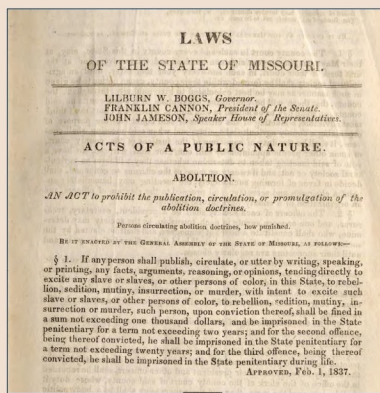 LAWS
OF THE STATE OF MISSOURI.
LILBURN W. BOGGS, Governor.
FRANKLIN CANNON, President of the Senate.
JOHN JAMESON, Speaker House of Representatives.
ACTS OF A PUBLIC NATURE.
ABOLITION.
AN ACT to prohibit the publication, circulation, or promulgation of the
abolition doctrines.
Persons circulating abolition doctrines, how punished.
BE IT ENACTED BY THE GENERAL ASSEMBLY OF THE STATE OF MISSOURI, AS FOLLOWS:—
§ 1. If any person shall publish, circulate, or utter by writing, speaking,
or printing, any facts, arguments, reasoning, or opinions, tending directly to
excite any slave or slaves, or other persons of color, in this State, to rebel-
lion, sedition, mutiny, insurrection, or murder, with intent to excite such
slave or slaves, or other persons of color, to rebellion, sedition, mutiny, in-
surrection or murder, such person, upon conviction thereof, shall be fined in
a sum not exceeding one thousand dollars, and be imprisoned in the State
penitentiary for a term not exceeding two years; and for the second offence,
being thereof convicted, he shall be imprisoned in the State penitentiary for
a term not exceeding twenty years; and for the third offence, being thereof
convicted, he shall be imprisoned in the State penitentiary during life.
APPROVED, Feb. 1, 1837.